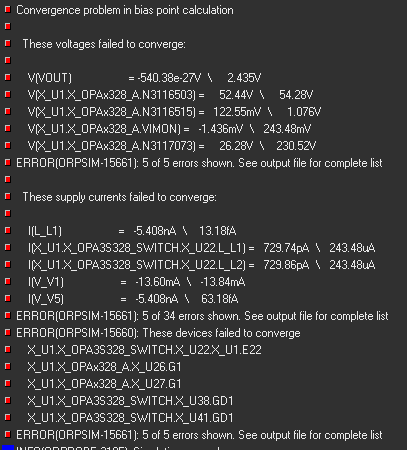 Convergence problem in bias point calculation
These voltages failed to converge:
V(VOUT) = -540.38e-27V \ 2.435V
V(X_U1.X_OPAx328_A.N3116503) = 52.44V \ 54.28V
V(X_U1.X_OPAx328_A.N3116515) = 122.55mV \ 1.076V
V(X_U1.X_OPAx328_A.VIMON) = -1.436mV \ 243.48mV
V(X_U1.X_OPAx328_A.N3117073) = 26.28V \ 230.52V
ERROR(ORPSIM-15661): 5 of 5 errors shown. See output file for complete list
These supply currents failed to converge:
I(L_L1) = -5.408nA \ 13.18fA
I(X_U1.X_OPA3S328_SWITCH.X_U22.L_L1) = 729.74pA \ 243.48uA
I(X_U1.X_OPA3S328_SWITCH.X_U22.L_L2) = 729.86pA \ 243.48uA
I(V_V1) = -13.60mA \ -13.84mA
I(V_V5) = -5.408nA \ 63.18fA
ERROR(ORPSIM-15661): 5 of 34 errors shown. See output file for complete list
ERROR(ORPSIM-15660): These devices failed to converge
X_U1.X_OPA3S328_SWITCH.X_U22.X_U1.E22
X_U1.X_OPAx328_A.X_U26.G1
X_U1.X_OPAx328_A.X_U27.G1
X_U1.X_OPA3S328_SWITCH.X_U38.GD1
X_U1.X_OPA3S328_SWITCH.X_U41.GD1
ERROR(ORPSIM-15661): 5 of 5 errors shown. See output file for complete list